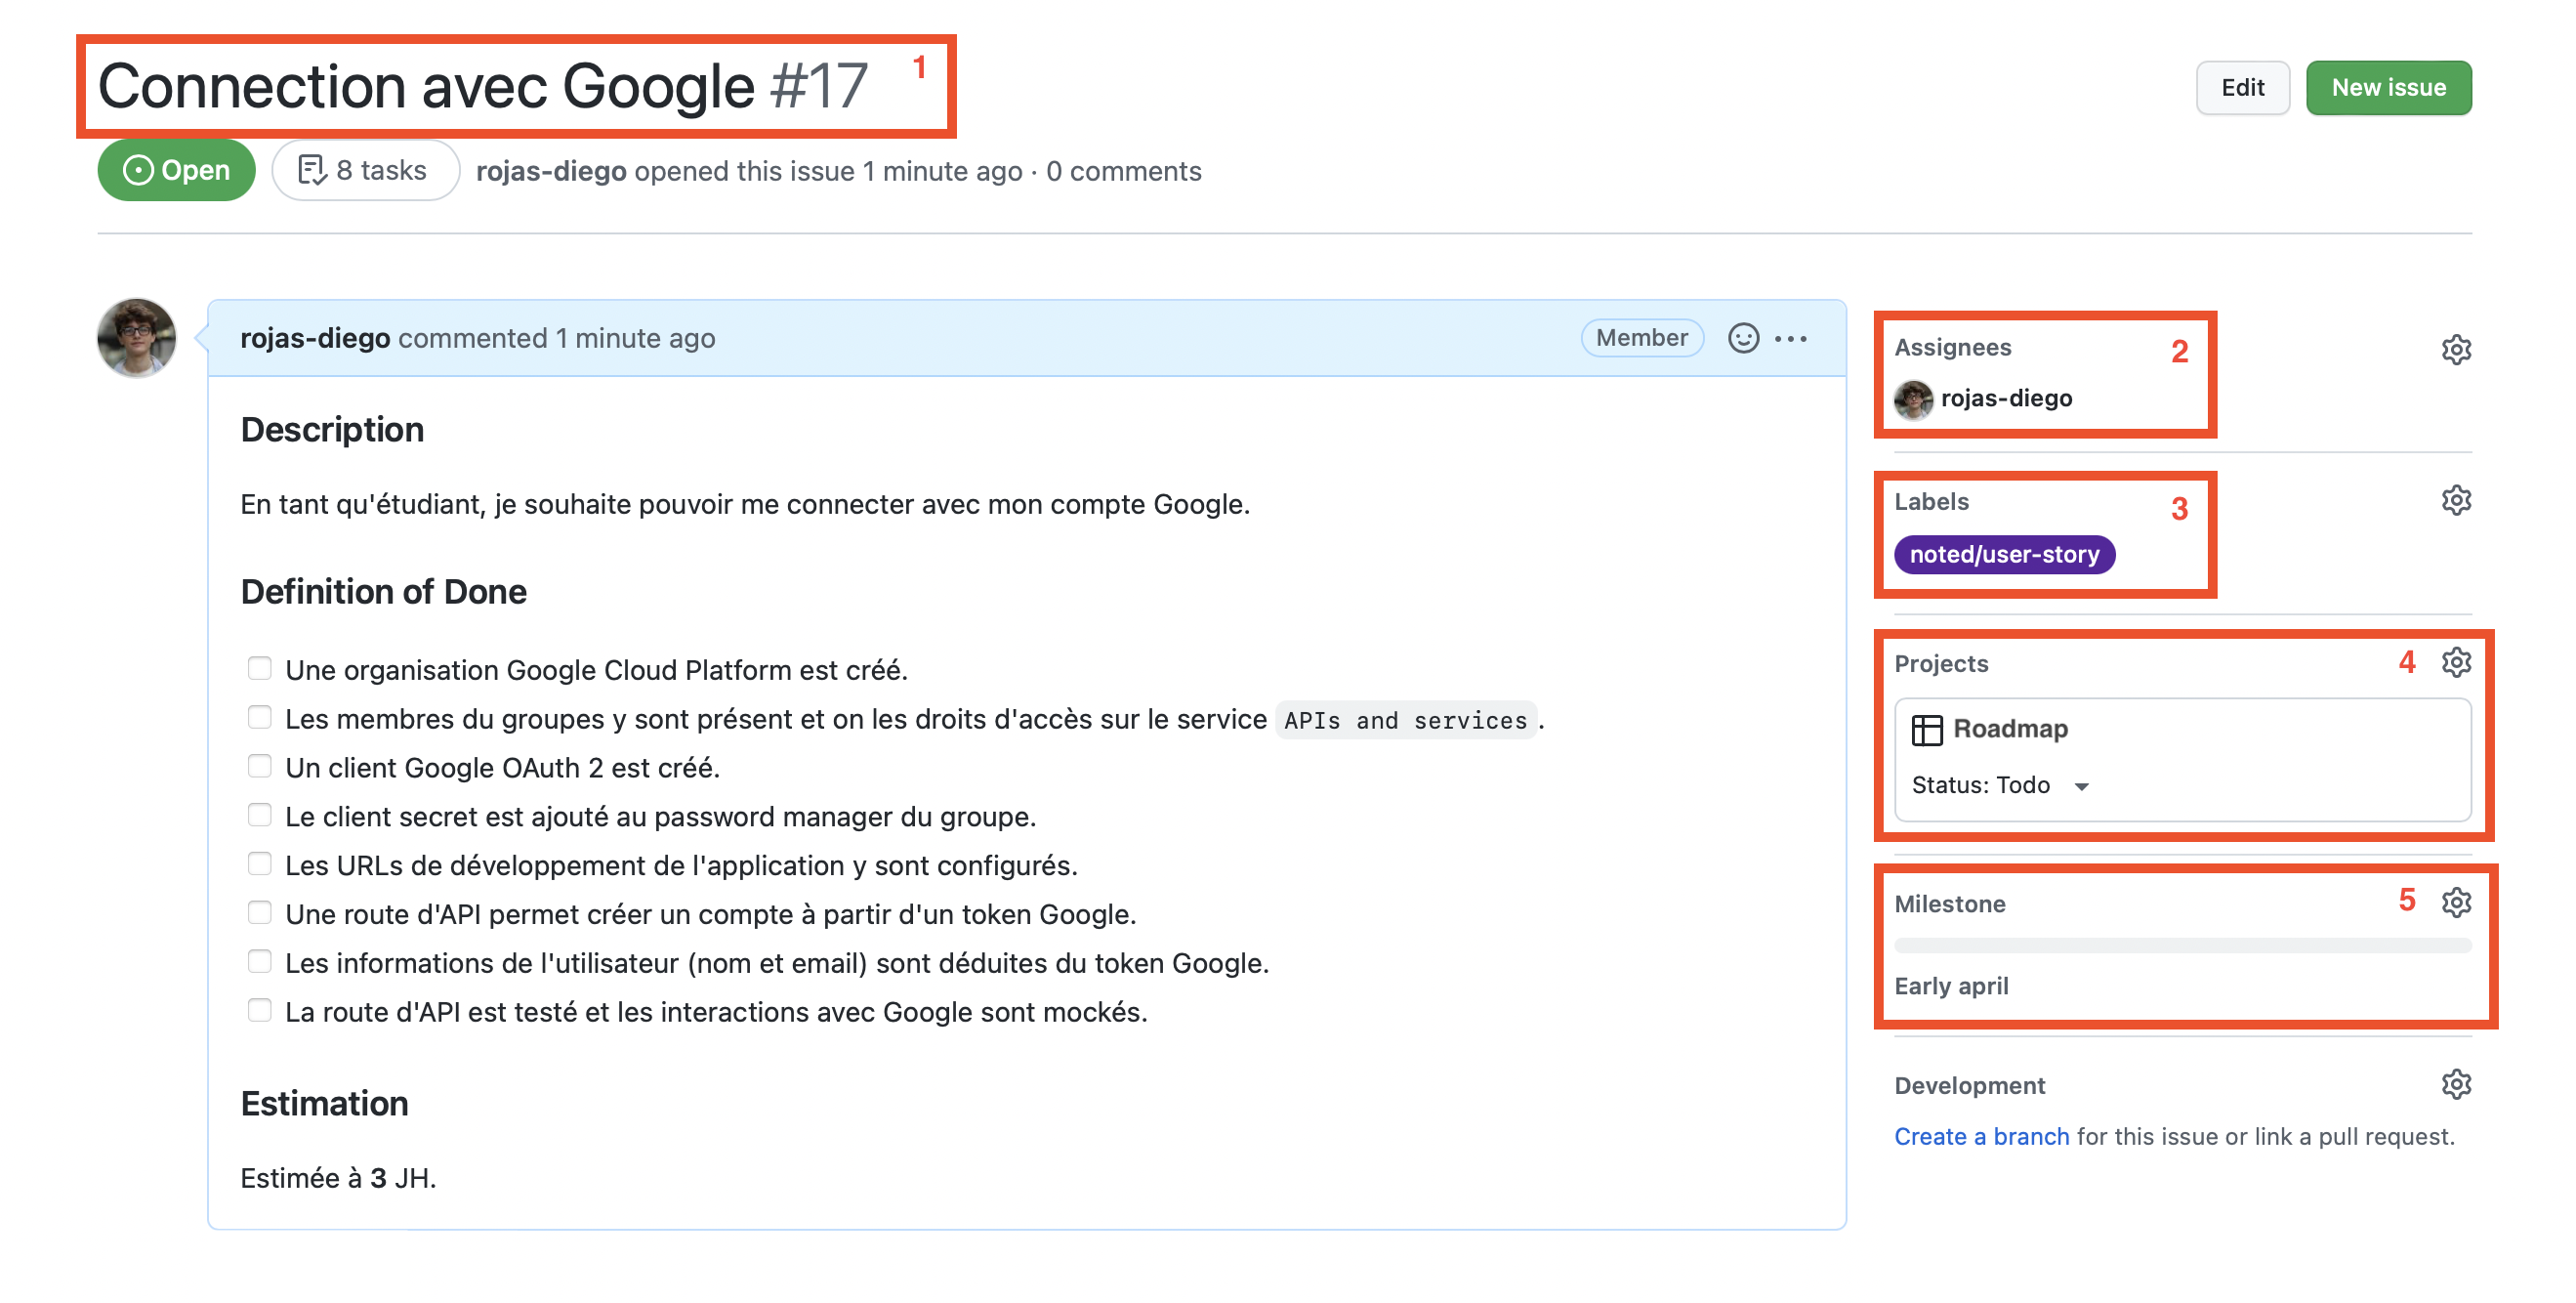 Connection avec Google #17 1
Edit
New issue
Open
8 tasks
rojas-diego opened this issue 1 minute ago · 0 comments
rojas-diego commented 1 minute ago
Member
Description
En tant qu'étudiant, je souhaite pouvoir me connecter avec mon compte Google.
Definition of Done
Une organisation Google Cloud Platform est créé.
Les membres du groupes y sont présent et on les droits d'accès sur le service APIs and services.
Un client Google OAuth 2 est créé.
Le client secret est ajouté au password manager du groupe.
Les URLs de développement de l'application y sont configurés.
Une route d'API permet créer un compte à partir d'un token Google.
Les informations de l'utilisateur (nom et email) sont déduites du token Google.
La route d'API est testé et les interactions avec Google sont mockés.
Estimation
Estimée à 3 JH.
Assignees 2
rojas-diego
Labels 3
noted/user-story
Projects 4
Roadmap
Status: Todo
Milestone 5
Early april
Development
Create a branch for this issue or link a pull request.